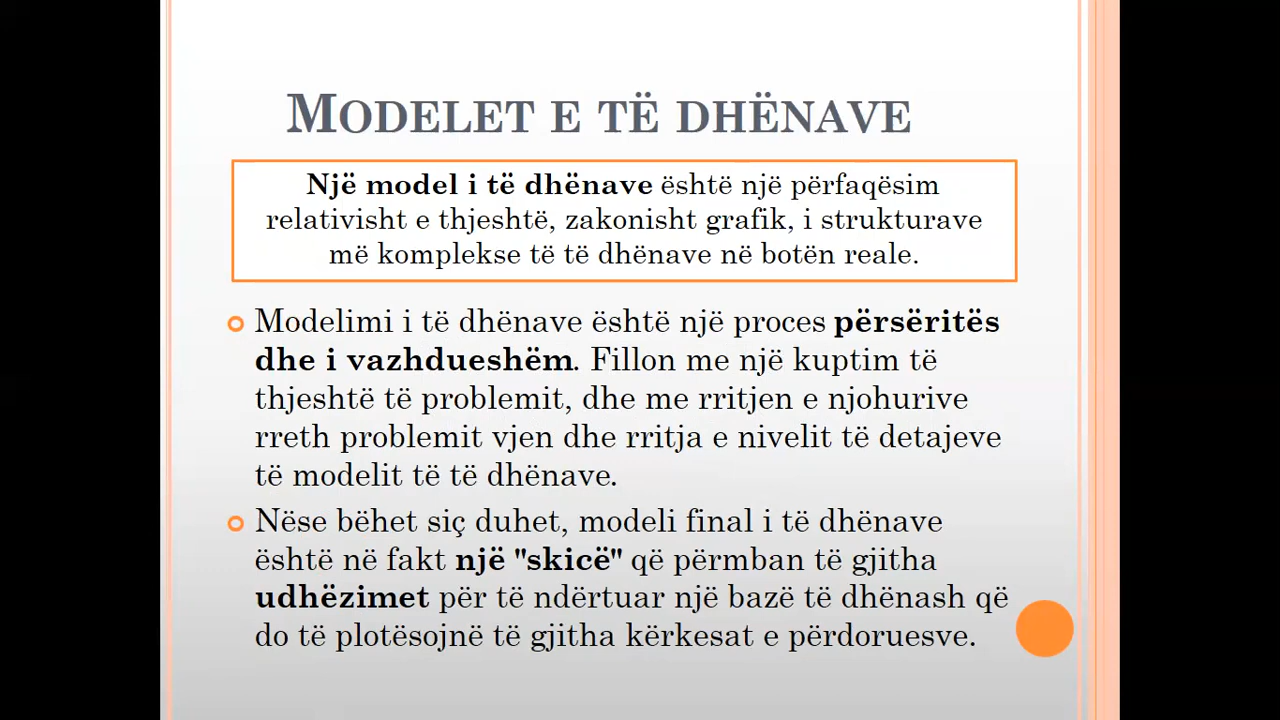 MODELET E TË DHËNAVE
Një model i të dhënave është një përfaqësim
relativisht e thjeshtë, zakonisht grafik, i strukturave
më komplekse të të dhënave në botën reale.
Modelimi i të dhënave është një proces përsëritës
dhe i vazhdueshëm. Fillon me një kuptim të
thjeshtë të problemit, dhe me rritjen e njohurive
rreth problemit vjen dhe rritja e nivelit të detajeve
të modelit të të dhënave.
Nëse bëhet siç duhet, modeli final i të dhënave
është në fakt një "skicë" që përmban të gjitha
udhëzimet për të ndërtuar një bazë të dhënash që
do të plotësojnë të gjitha kërkesat e përdoruesve.